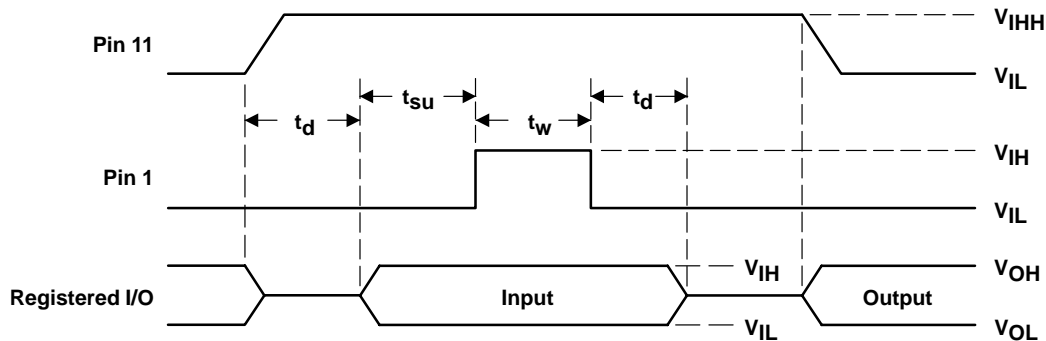 Pin 11
VIHH
VIL
td
tsu
tw
td
Pin 1
VIH
VIL
Registered I/O
Input
VIH
VIL
Output
VOH
VOL